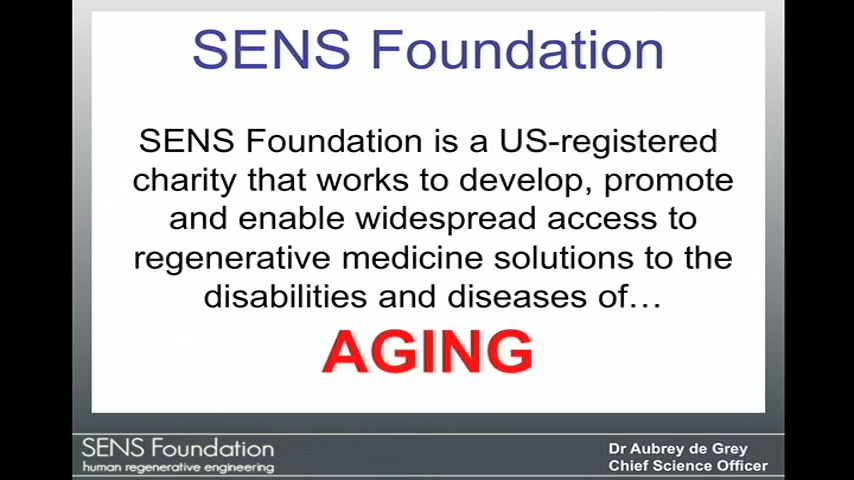 SENS Foundation
SENS Foundation is a US-registered
charity that works to develop, promote
and enable widespread access to
regenerative medicine solutions to the
disabilities and diseases of…
AGING
SENS Foundation
human regenerative engineering
Dr Aubrey de Grey
Chief Science Officer